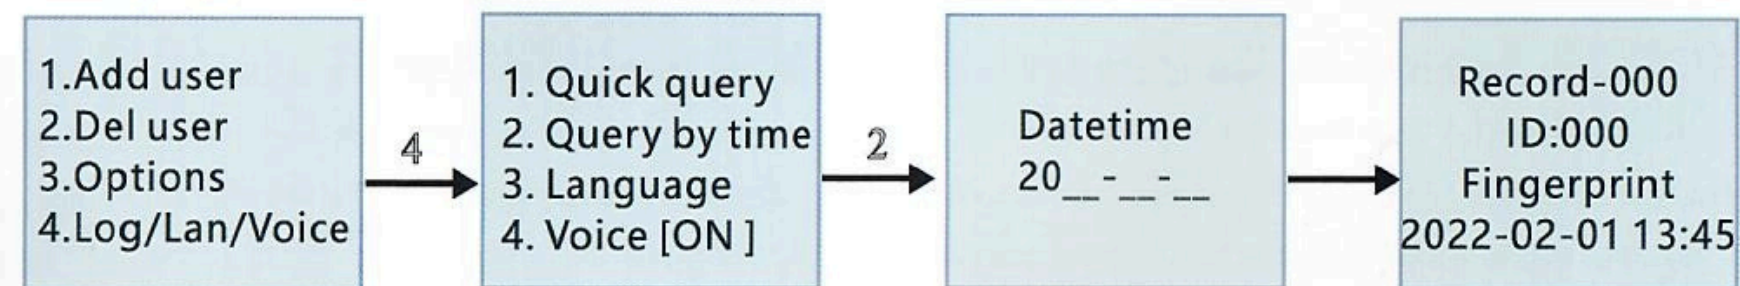 1.Add user
2.Del user
3.Options
4.Log/Lan/Voice
4
1. Quick query
2. Query by time
3. Language
4. Voice [ON ]
2
Datetime
20__-__-__
Record-000
ID:000
Fingerprint
2022-02-01 13:45